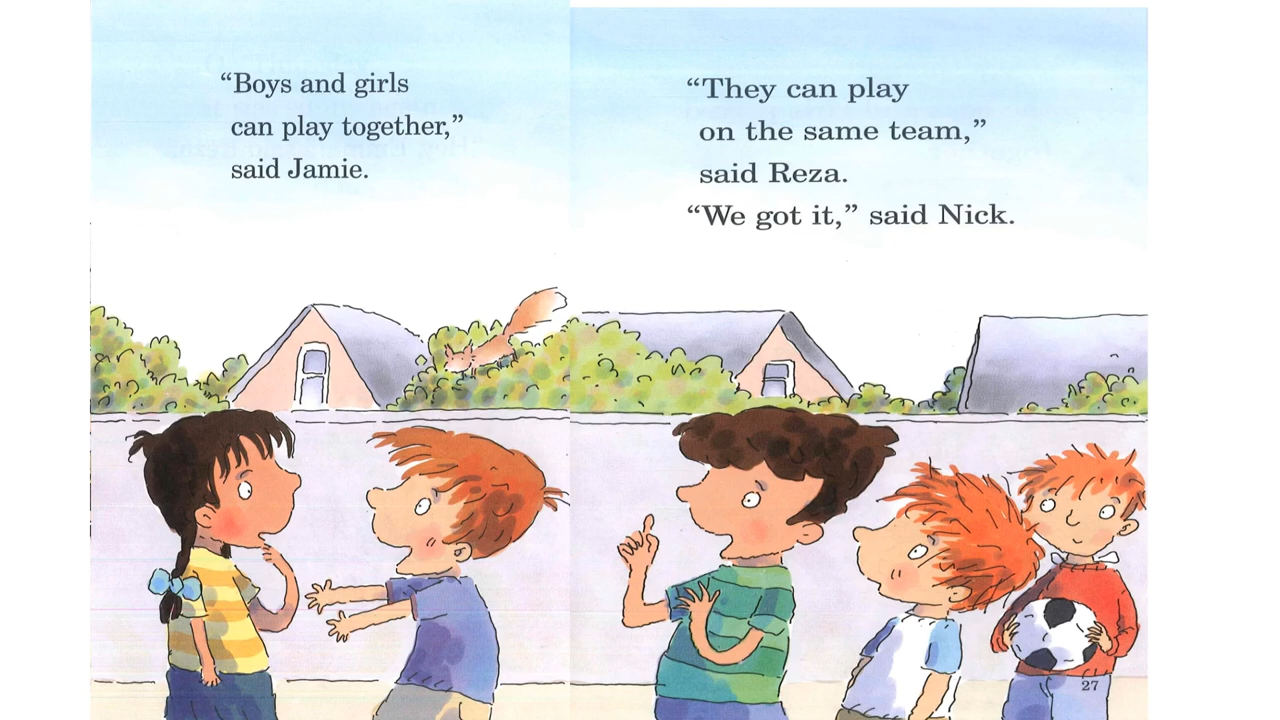 “Boys and girls
can play together,”
said Jamie.
“They can play
on the same team,”
said Reza.
“We got it,” said Nick.
27